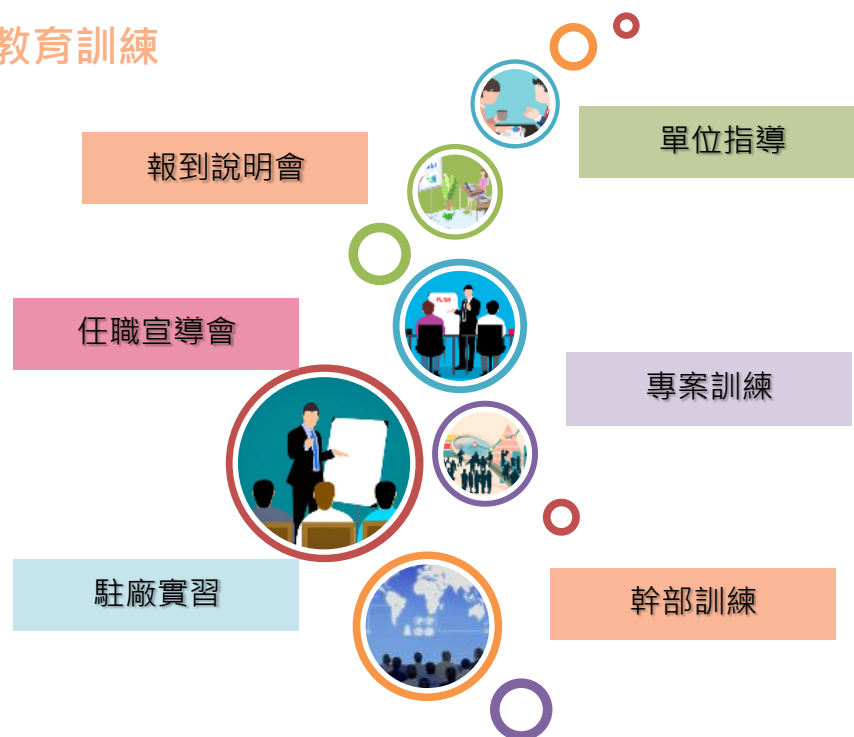 教育訓練
報到說明會
單位指導
任職宣導會
專案訓練
駐廠實習
幹部訓練